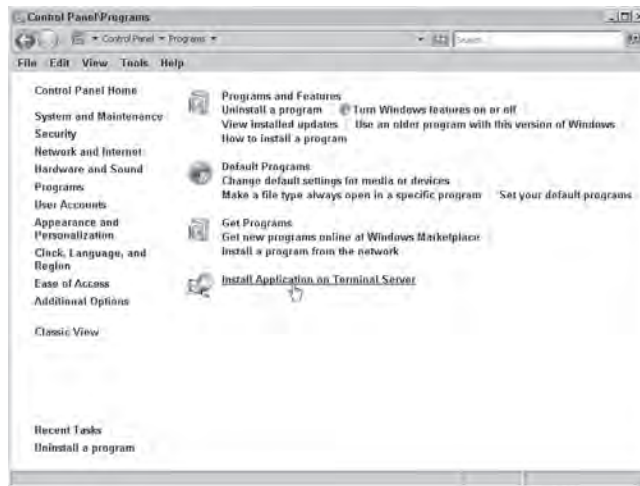 Control Panel\Programs
Control Panel Programs
Search
File Edit View Tools Help
Control Panel Home
System and Maintenance
Security
Network and Internet
Hardware and Sound
Programs
User Accounts
Appearance and
Personalization
Clock, Language, and
Region
Ease of Access
Additional Options
Classic View
Recent Tasks
Uninstall a program
Programs and Features
Uninstall a program Turn Windows features on or off
View installed updates Use an older program with this version of Windows
How to install a program
Default Programs
Change default settings for media or devices
Make a file type always open in a specific program Set your default programs
Get Programs
Get new programs online at Windows Marketplace
Install a program from the network
Install Application on Terminal Server